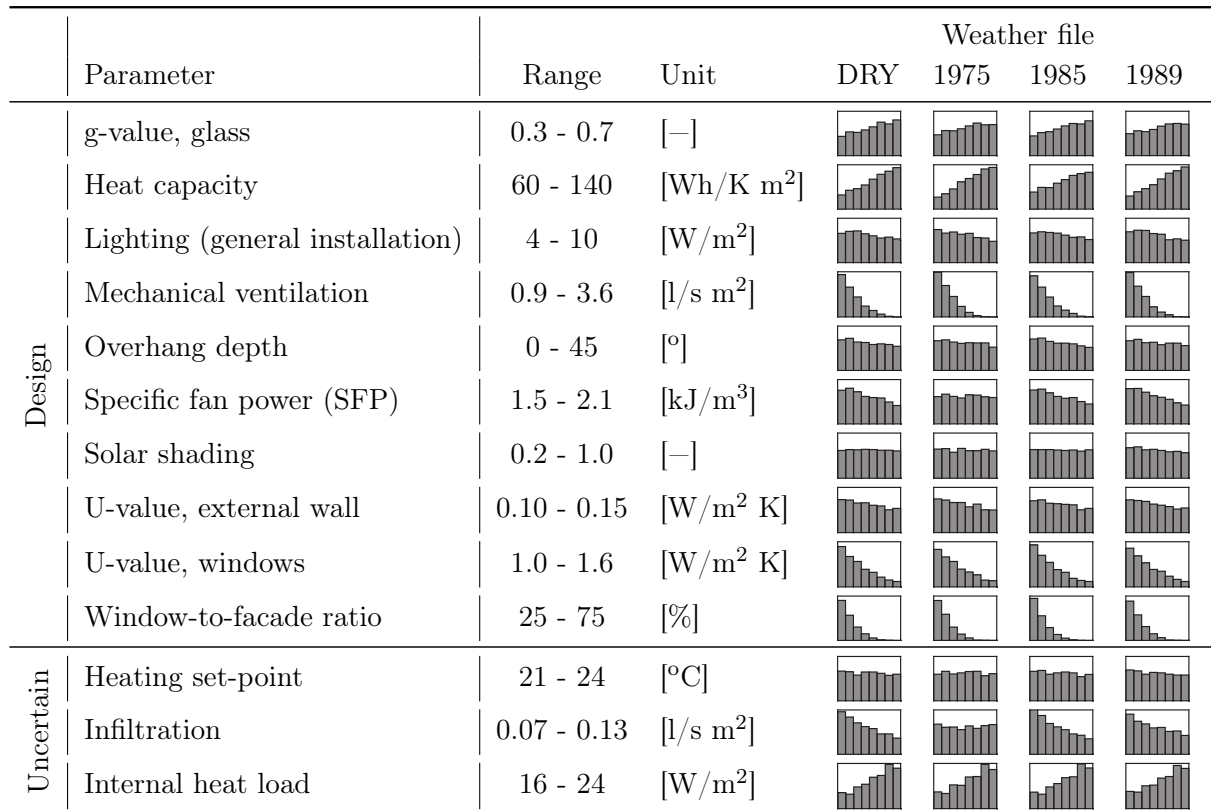 Weather file
Parameter Range Unit DRY 1975 1985 1989
Design
g-value, glass 0.3 - 0.7 [–]
Heat capacity 60 - 140 [Wh/K m²]
Lighting (general installation) 4 - 10 [W/m²]
Mechanical ventilation 0.9 - 3.6 [l/s m²]
Overhang depth 0 - 45 [º]
Specific fan power (SFP) 1.5 - 2.1 [kJ/m³]
Solar shading 0.2 - 1.0 [–]
U-value, external wall 0.10 - 0.15 [W/m² K]
U-value, windows 1.0 - 1.6 [W/m² K]
Window-to-facade ratio 25 - 75 [%]
Uncertain
Heating set-point 21 - 24 [ºC]
Infiltration 0.07 - 0.13 [l/s m²]
Internal heat load 16 - 24 [W/m²]